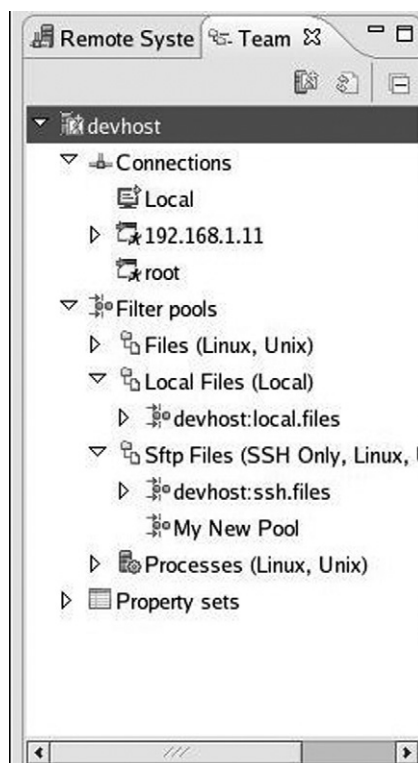 Remote Syste Team
devhost
Connections
Local
192.168.1.11
root
Filter pools
Files (Linux, Unix)
Local Files (Local)
devhost:local.files
Sftp Files (SSH Only, Linux,
devhost:ssh.files
My New Pool
Processes (Linux, Unix)
Property sets